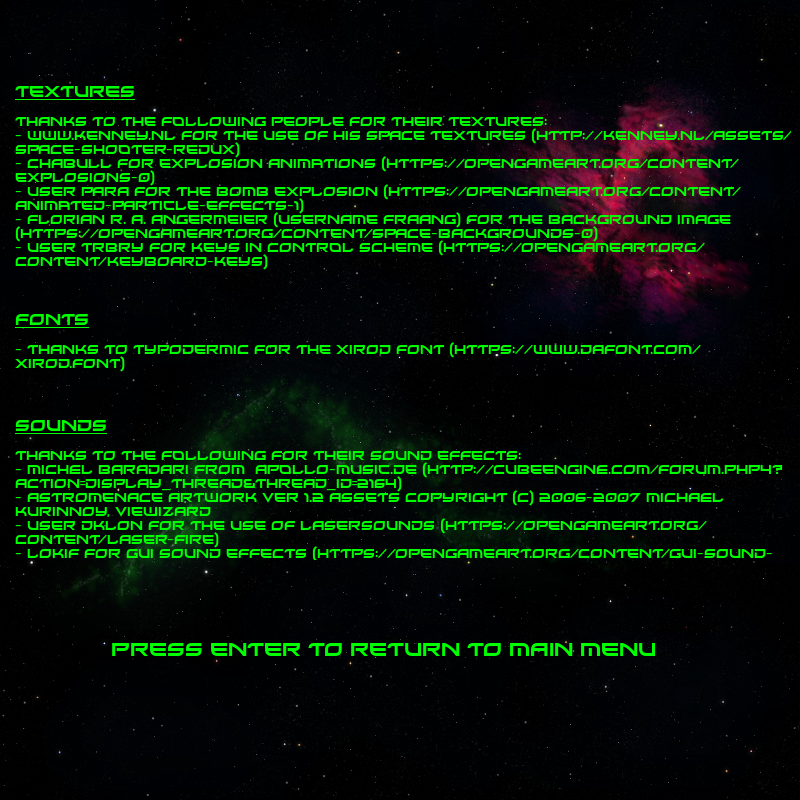 TEXTURES
THANKS TO THE FOLLOWING PEOPLE FOR THEIR TEXTURES:
- WWW.KENNEY.NL FOR THE USE OF HIS SPACE TEXTURES (HTTP://KENNEY.NL/ASSETS/
SPACE-SHOOTER-REDUX)
- CHABULL FOR EXPLOSION ANIMATIONS (HTTPS://OPENGAMEART.ORG/CONTENT/
EXPLOSIONS-0)
- USER PARA FOR THE BOMB EXPLOSION (HTTPS://OPENGAMEART.ORG/CONTENT/
ANIMATED-PARTICLE-EFFECTS-1)
- FLORIAN R. A. ANGERMEIER (USERNAME FRAANG) FOR THE BACKGROUND IMAGE
(HTTPS://OPENGAMEART.ORG/CONTENT/SPACE-BACKGROUNDS-0)
- USER TRBRY FOR KEYS IN CONTROL SCHEME (HTTPS://OPENGAMEART.ORG/
CONTENT/KEYBOARD-KEYS)
FONTS
- THANKS TO TYPODERMIC FOR THE XIROD FONT (HTTPS://WWW.DAFONT.COM/
XIROD.FONT)
SOUNDS
THANKS TO THE FOLLOWING FOR THEIR SOUND EFFECTS:
- MICHEL BARADARI FROM  APOLLO-MUSIC.DE (HTTP://CUBEENGINE.COM/FORUM.PHP4?
ACTION=DISPLAY_THREAD&THREAD_ID=2164)
- ASTROMENACE ARTWORK VER 1.2 ASSETS COPYRIGHT (C) 2006-2007 MICHAEL
KURINNOY, VIEWIZARD
- USER DKLON FOR THE USE OF LASERSOUNDS (HTTPS://OPENGAMEART.ORG/
CONTENT/LASER-FIRE)
- LOKIF FOR GUI SOUND EFFECTS (HTTPS://OPENGAMEART.ORG/CONTENT/GUI-SOUND-
PRESS ENTER TO RETURN TO MAIN MENU